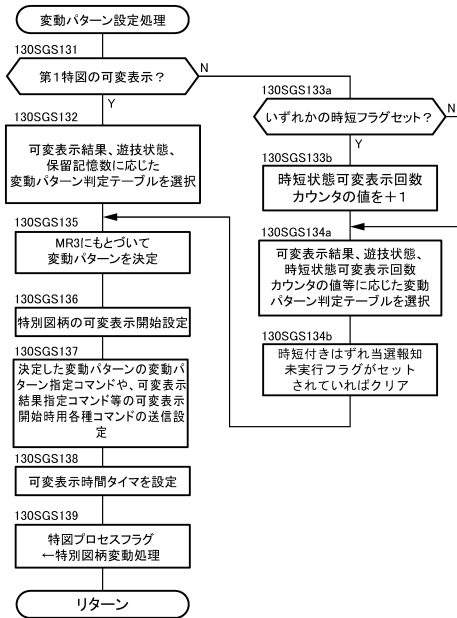 変動パターン設定処理
130SGS131
第1特図の可変表示？
N
Y
130SGS132
可変表示結果、遊技状態、
保留記憶数に応じた
変動パターン判定テーブルを選択
130SGS133a
いずれかの時短フラグセット？
N
Y
130SGS133b
時短状態可変表示回数
カウンタの値を＋1
130SGS134a
可変表示結果、遊技状態、
時短状態可変表示回数
カウンタの値等に応じた変動
パターン判定テーブルを選択
130SGS134b
時短付きはずれ当選報知
未実行フラグがセット
されていればクリア
130SGS135
MR3にもとづいて
変動パターンを決定
130SGS136
特別図柄の可変表示開始設定
130SGS137
決定した変動パターンの変動パ
ターン指定コマンドや、可変表示
結果指定コマンド等の可変表示
開始時用各種コマンドの送信設
定
130SGS138
可変表示時間タイマを設定
130SGS139
特図プロセスフラグ
←特別図柄変動処理
リターン